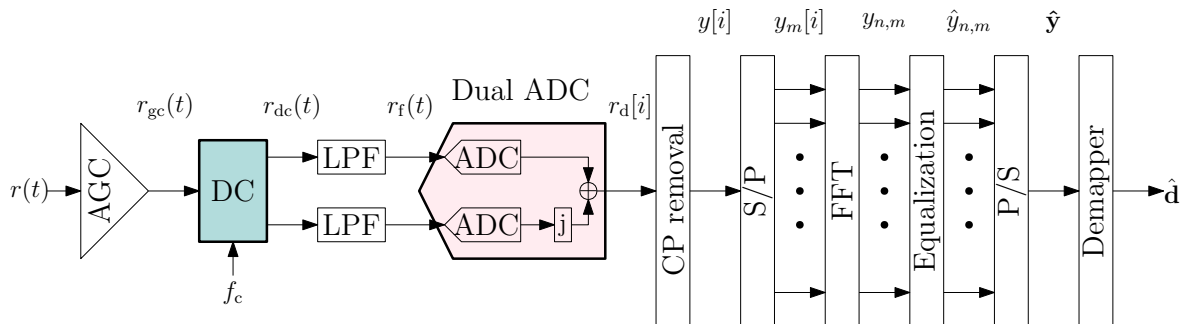 y[i]
y_m[i]
y_{n,m}
ŷ_{n,m}
ŷ
Dual ADC
r_gc(t)
r_dc(t)
r_f(t)
r_d[i]
r(t)
AGC
DC
f_c
LPF
LPF
ADC
ADC
j
CP removal
S/P
FFT
Equalization
P/S
Demapper
d̂